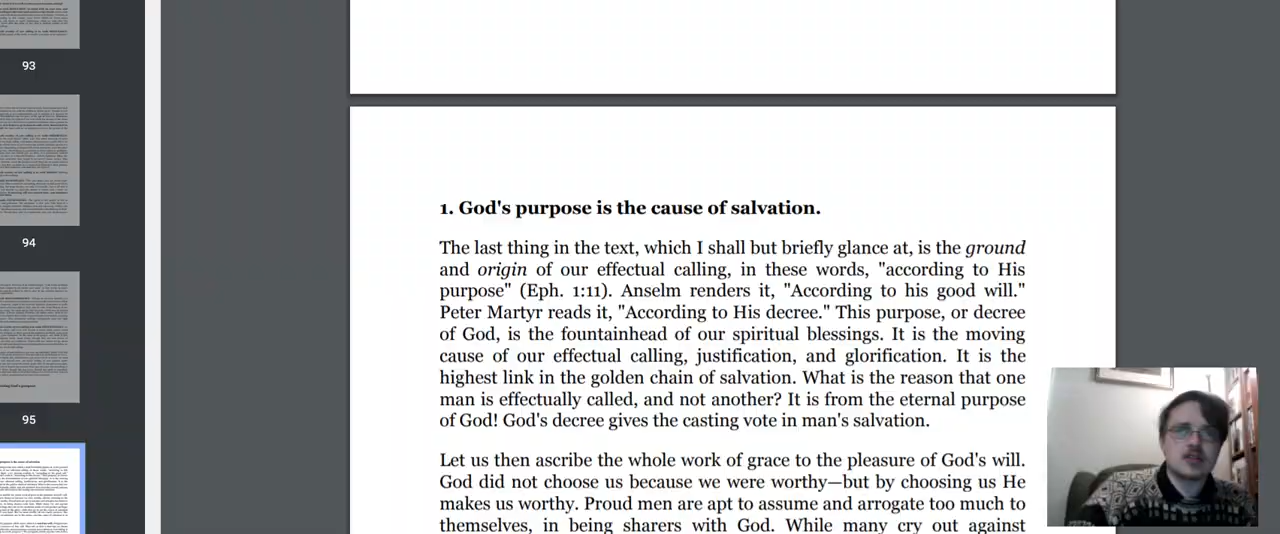 93
94
95
1. God's purpose is the cause of salvation.
The last thing in the text, which I shall but briefly glance at, is the ground
and origin of our effectual calling, in these words, "according to His
purpose" (Eph. 1:11). Anselm renders it, "According to his good will."
Peter Martyr reads it, "According to His decree." This purpose, or decree
of God, is the fountainhead of our spiritual blessings. It is the moving
cause of our effectual calling, justification, and glorification. It is the
highest link in the golden chain of salvation. What is the reason that one
man is effectually called, and not another? It is from the eternal purpose
of God! God's decree gives the casting vote in man's salvation.
Let us then ascribe the whole work of grace to the pleasure of God's will.
God did not choose us because we were worthy—but by choosing us He
makes us worthy. Proud men are apt to assume and arrogate too much to
themselves, in being sharers with God. While many cry out against